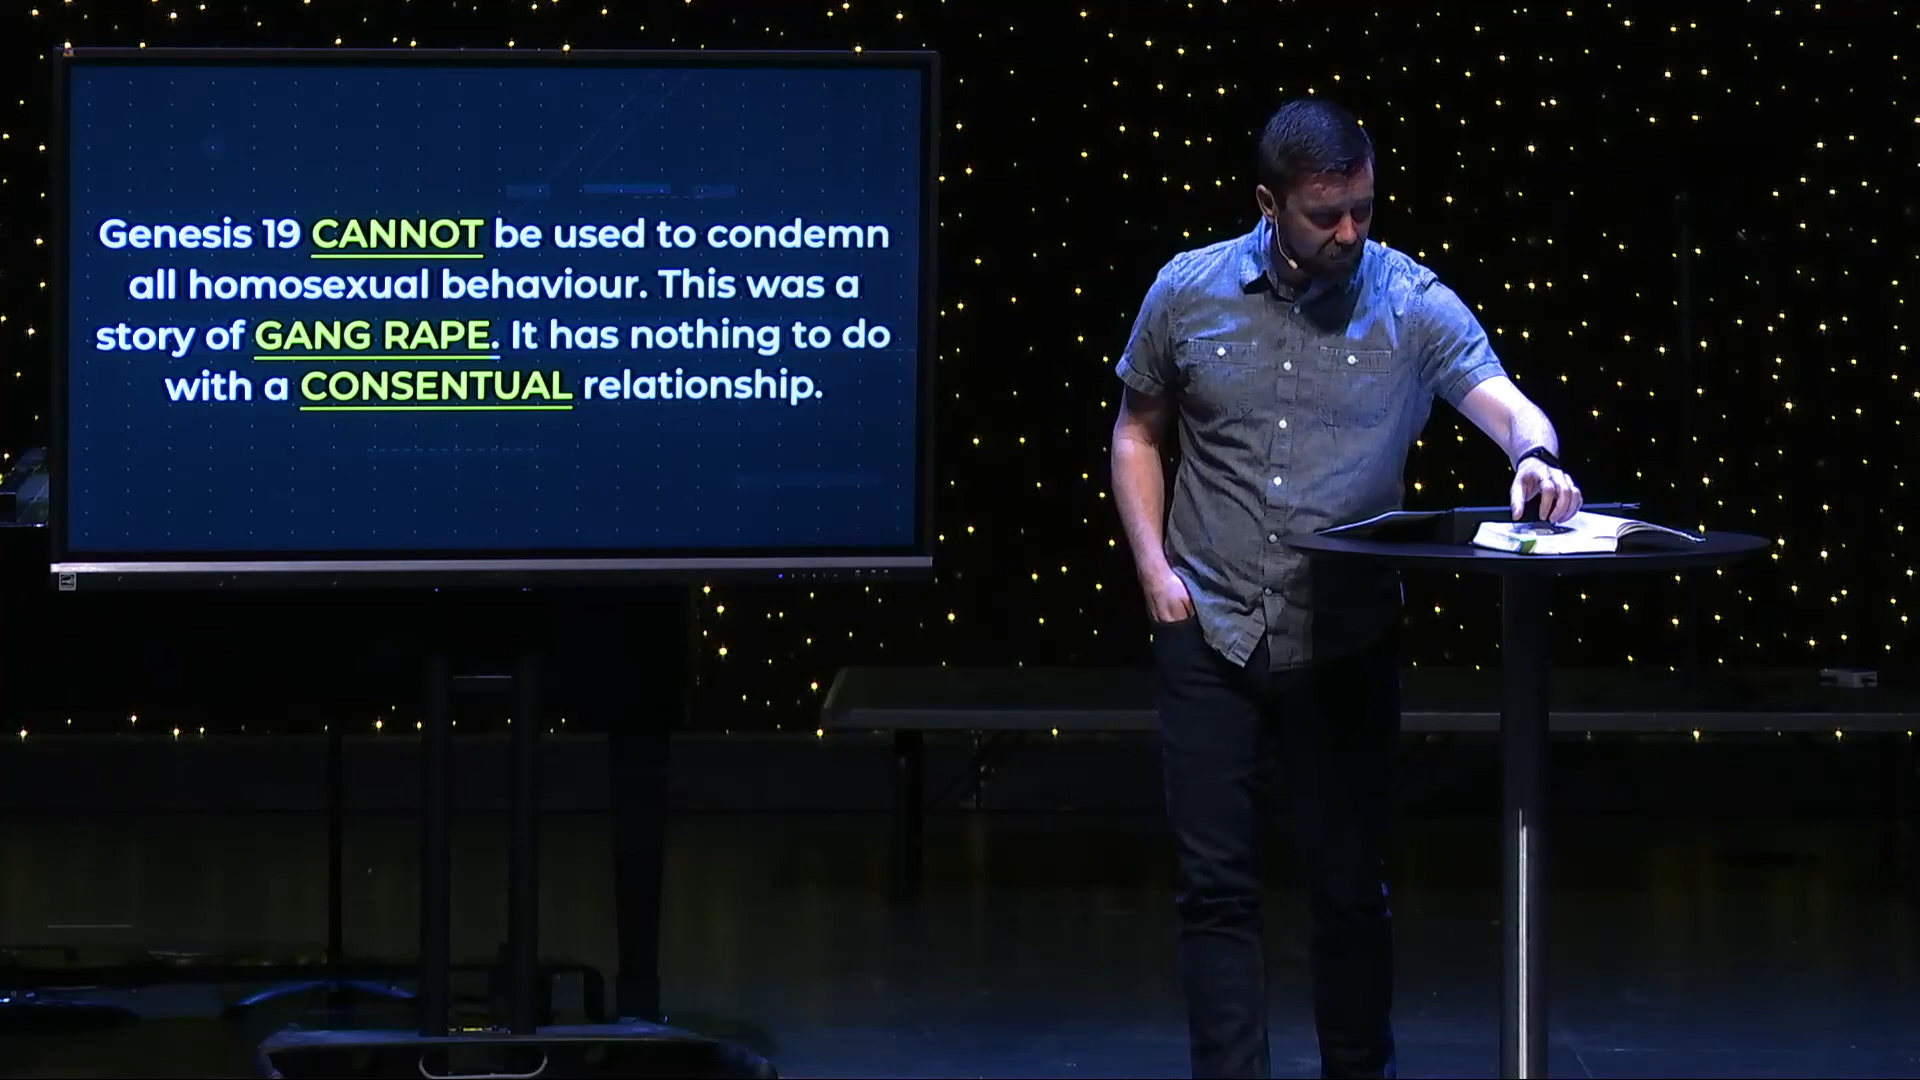 Genesis 19 CANNOT be used to condemn
all homosexual behaviour. This was a
story of GANG RAPE. It has nothing to do
with a CONSENTUAL relationship.